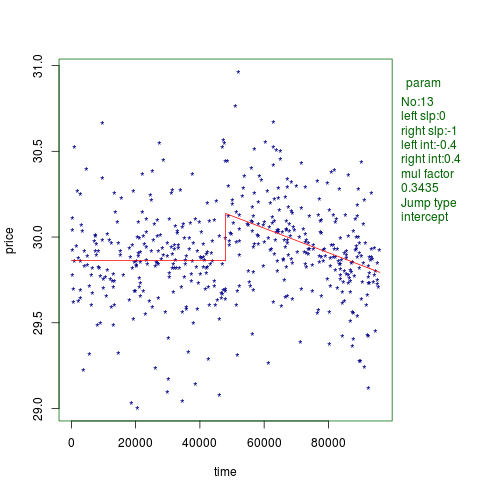 31.0
30.5
30.0
29.5
29.0
price
0
20000
40000
60000
80000
time
param
No:13
left slp:0
right slp:-1
left int:-0.4
right int:0.4
mul factor
0.3435
Jump type
intercept